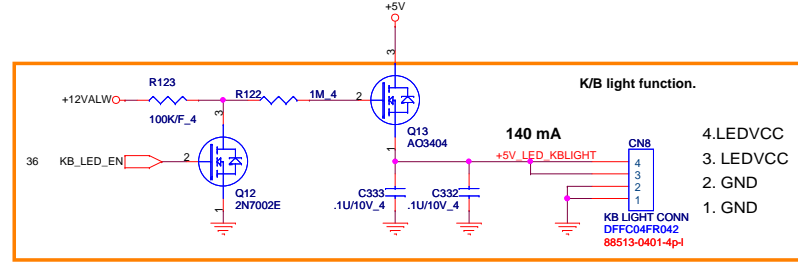 +5V
K/B light function.
3
R123
+12VALW
R122
1M_4
2
100K/F_4
3
Q13
AO3404
1
140 mA
CN8
4.LEDVCC
36
KB_LED_EN
2
+5V_LED_KBLIGHT
4
3
2
1
3. LEDVCC
Q12
2N7002E
1
C333
.1U/10V_4
C332
.1U/10V_4
2. GND
KB LIGHT CONN
1. GND
DFFC04FR042
88513-0401-4p-l